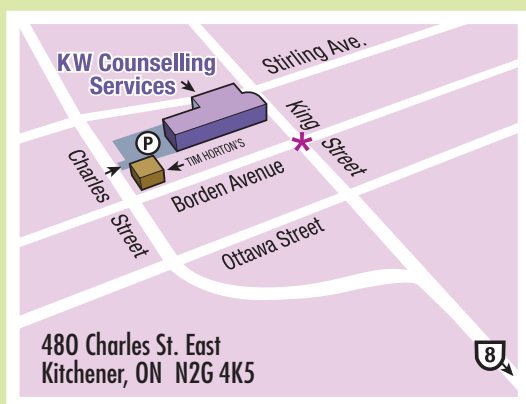 Stirling Ave.
KW Counselling
Services
King Street
P
TIM HORTON'S
Charles Street
Borden Avenue
Ottawa Street
480 Charles St. East
Kitchener, ON N2G 4K5
8